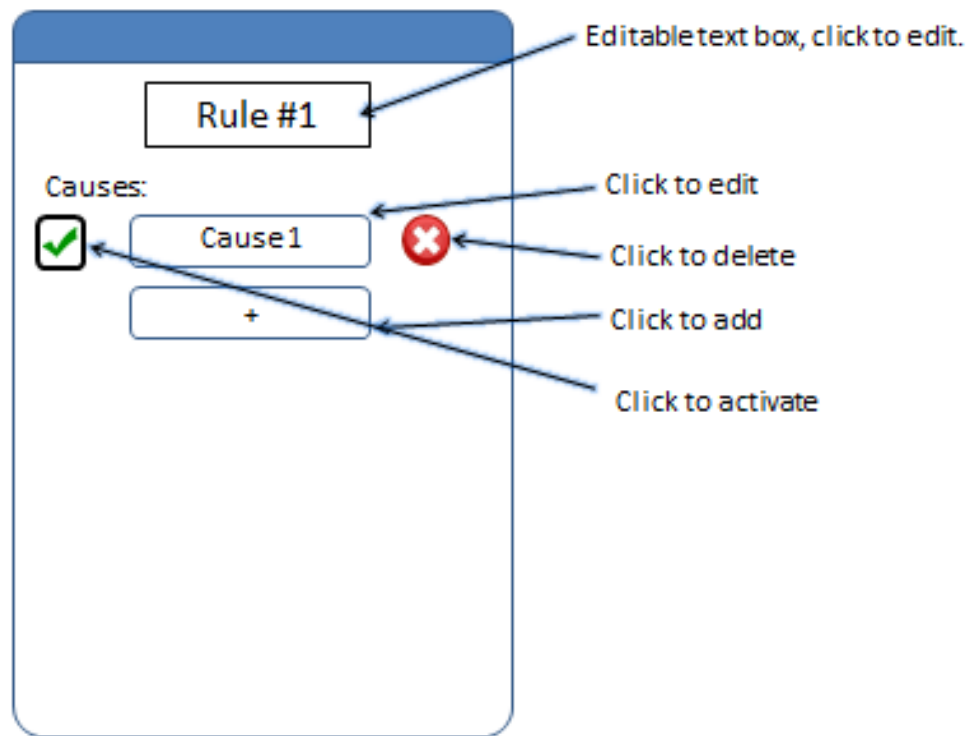 Editable text box, click to edit.
Rule #1
Causes:
Click to edit
Cause1
Click to delete
+
Click to add
Click to activate